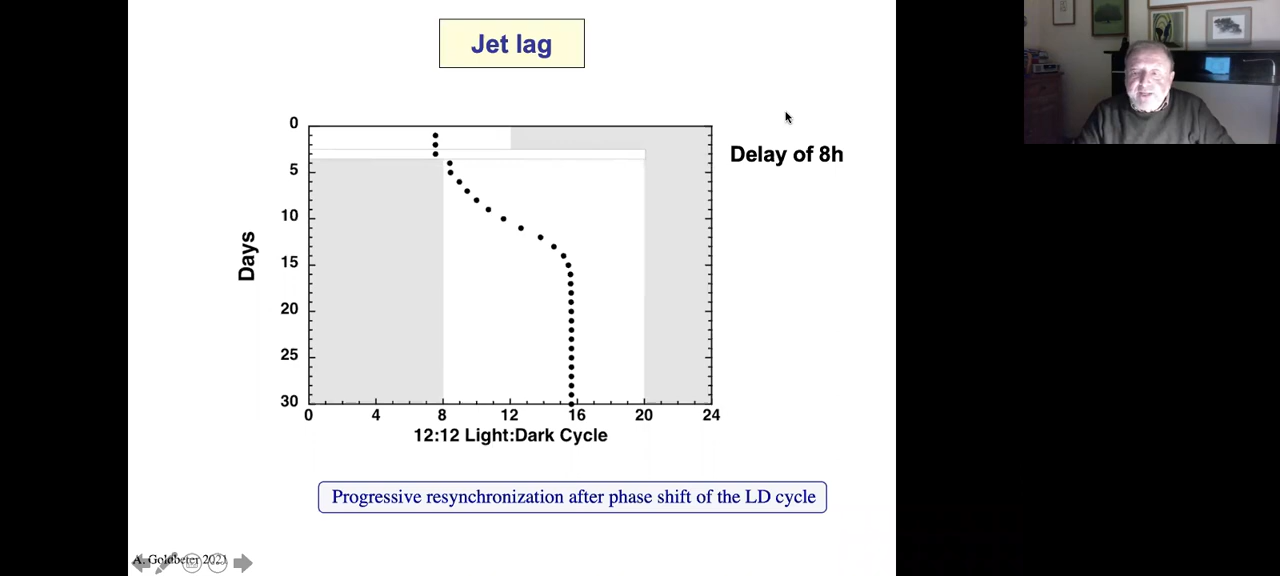 Jet lag
Delay of 8h
0
5
10
15
20
25
30
Days
0 4 8 12 16 20 24
12:12 Light:Dark Cycle
Progressive resynchronization after phase shift of the LD cycle
A. Goldbeter 2021